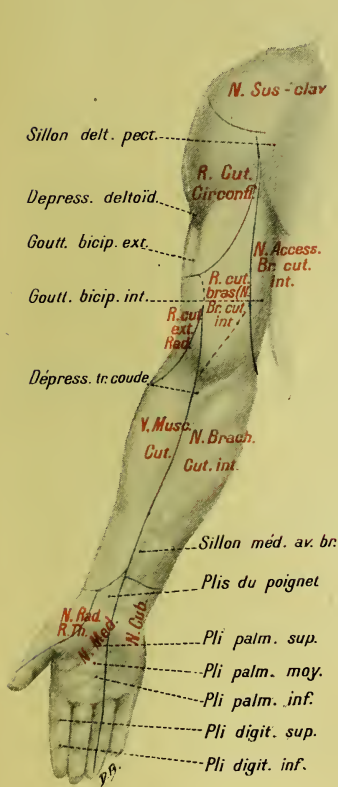 N. Sus-clav
Sillon delt. pect.
R. Cut.
Circonfl.
Depress. deltoïd.
Goutt. bicip. ext.
N. Access.
Br. cut.
int.
R. cut.
bras(N.
Br. cut,
int
Goutt. bicip. int.
R. cut
ext.
Rad.
Dépress. tr. coude
V. Musc.
Cut.
N. Brach.
Cut. int.
Sillon méd. av. br.
Plis du poignet
N. Rad.
R. Th.
N. Med.
N. Cub.
Pli palm. sup.
Pli palm. moy.
Pli palm. inf.
Pli digit. sup.
Pli digit. inf.
D.B.